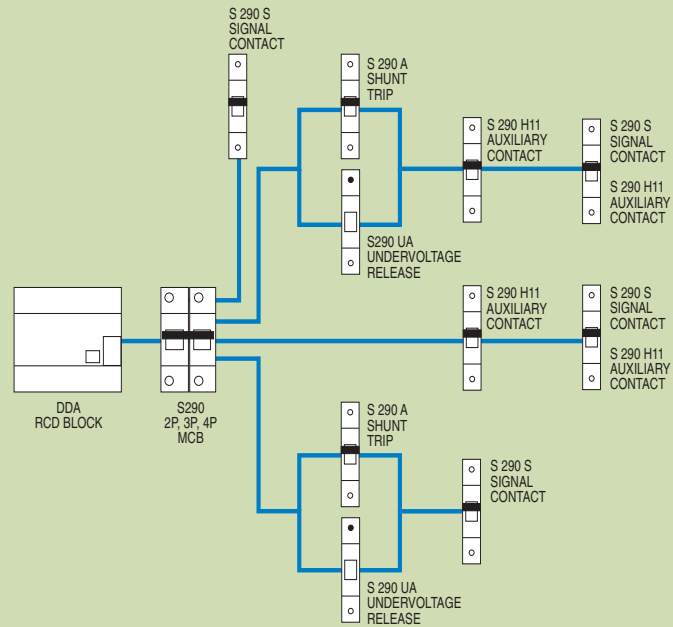 S 290 S
SIGNAL
CONTACT
S 290 A
SHUNT
TRIP
S 290 H11
AUXILIARY
CONTACT
S 290 S
SIGNAL
CONTACT
S 290 H11
AUXILIARY
CONTACT
S290 UA
UNDERVOLTAGE
RELEASE
S 290 H11
AUXILIARY
CONTACT
S 290 S
SIGNAL
CONTACT
S 290 H11
AUXILIARY
CONTACT
DDA
RCD BLOCK
S290
2P, 3P, 4P
MCB
S 290 A
SHUNT
TRIP
S 290 S
SIGNAL
CONTACT
S 290 UA
UNDERVOLTAGE
RELEASE